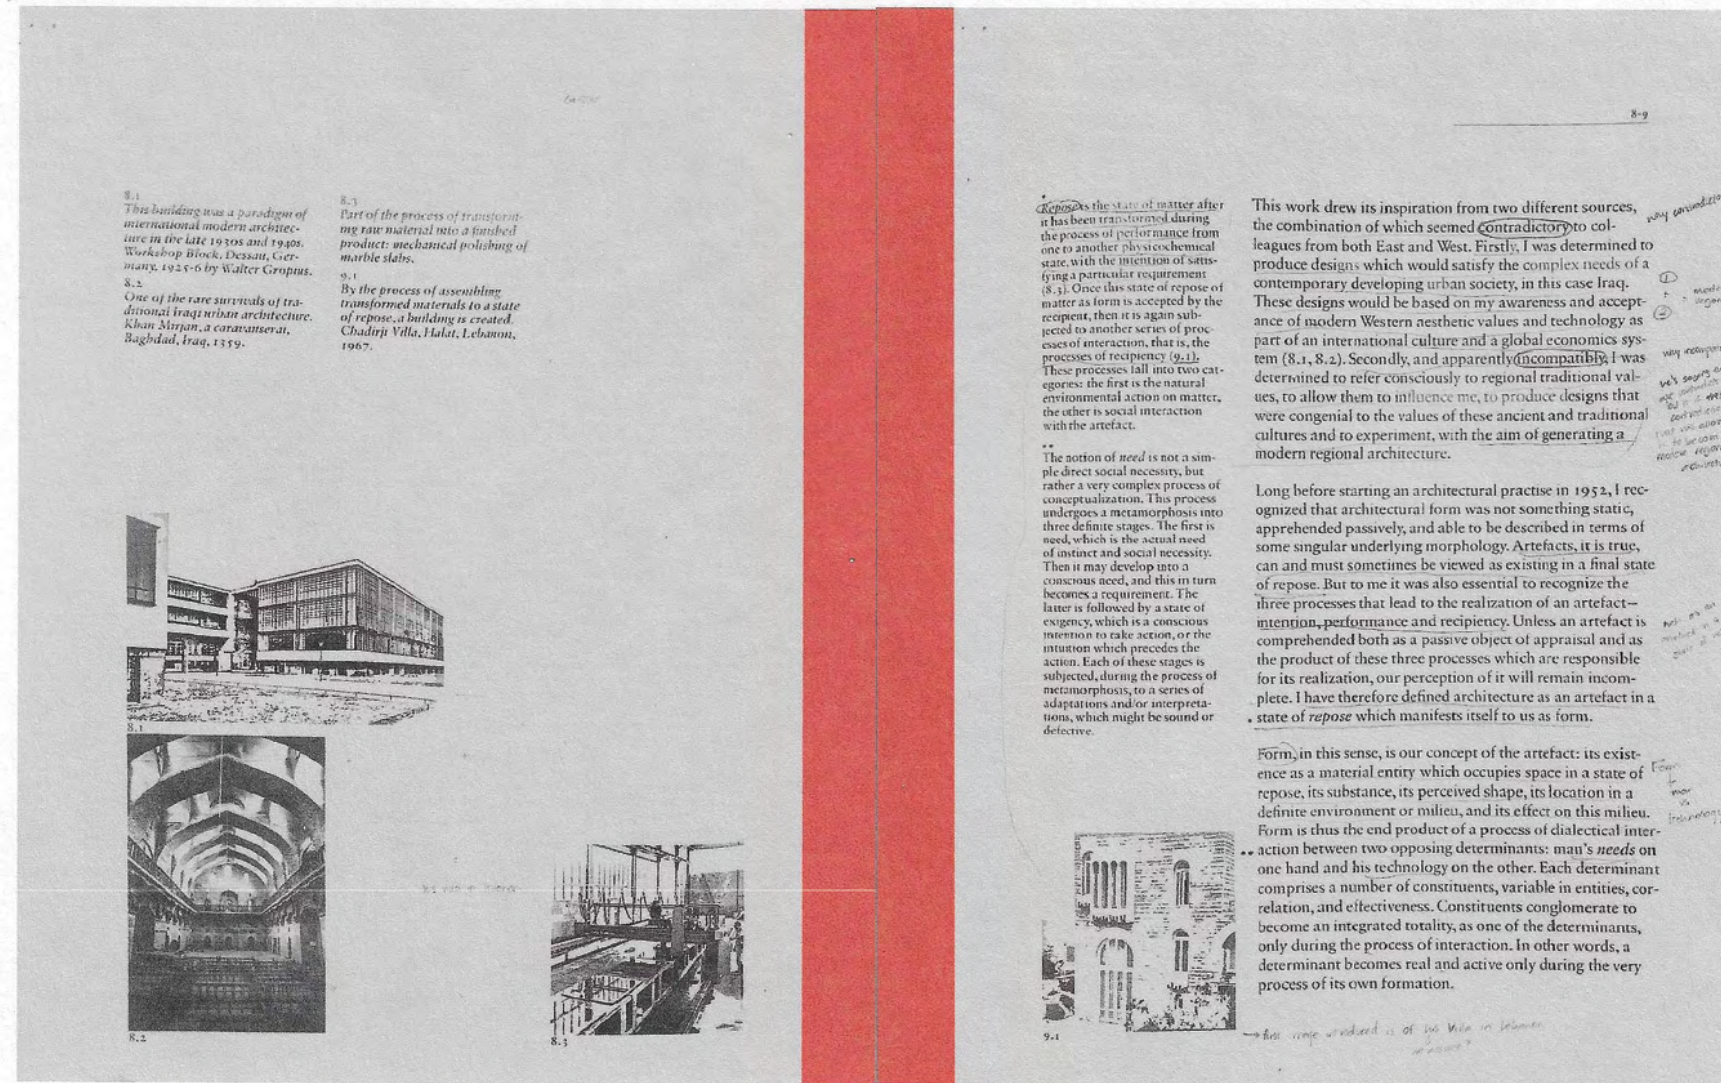 8.1
This building was a paradigm of
international modern architec-
ture in the late 1930s and 1940s.
Workshop Block, Dessau, Ger-
many, 1925-6 by Walter Gropius.
8.2
One of the rare survivals of tra-
ditional Iraqi urban architecture.
Khan Mirjan, a caravanserai,
Baghdad, Iraq, 1359.
8.3
Part of the process of transform-
ing raw material into a finished
product: mechanical polishing of
marble slabs.
9.1
By the process of assembling
transformed materials to a state
of repose, a building is created.
Chadirji Villa, Halat, Lebanon,
1967.
8.1
8.2
8.3
8-9
•
Repose is the state of matter after
it has been transformed during
the process of performance from
one to another physicochemical
state, with the intention of satis-
fying a particular requirement
(8.3). Once this state of repose of
matter as form is accepted by the
recipient, then it is again sub-
jected to another series of proc-
esses of interaction, that is, the
processes of recipiency (9.1).
These processes fall into two cat-
egories: the first is the natural
environmental action on matter,
the other is social interaction
with the artefact.
••
The notion of need is not a sim-
ple direct social necessity, but
rather a very complex process of
conceptualization. This process
undergoes a metamorphosis into
three definite stages. The first is
need, which is the actual need
of instinct and social necessity.
Then it may develop into a
conscious need, and this in turn
becomes a requirement. The
latter is followed by a state of
exigency, which is a conscious
intention to take action, or the
intuition which precedes the
action. Each of these stages is
subjected, during the process of
metamorphosis, to a series of
adaptations and/or interpreta-
tions, which might be sound or
defective.
9.1
This work drew its inspiration from two different sources,
the combination of which seemed contradictory to col-
leagues from both East and West. Firstly, I was determined to
produce designs which would satisfy the complex needs of a
contemporary developing urban society, in this case Iraq.
These designs would be based on my awareness and accept-
ance of modern Western aesthetic values and technology as
part of an international culture and a global economics sys-
tem (8.1, 8.2). Secondly, and apparently incompatibly, I was
determined to refer consciously to regional traditional val-
ues, to allow them to influence me, to produce designs that
were congenial to the values of these ancient and traditional
cultures and to experiment, with the aim of generating a
modern regional architecture.
Long before starting an architectural practise in 1952, I rec-
ognized that architectural form was not something static,
apprehended passively, and able to be described in terms of
some singular underlying morphology. Artefacts, it is true,
can and must sometimes be viewed as existing in a final state
of repose. But to me it was also essential to recognize the
three processes that lead to the realization of an artefact—
intention, performance and recipiency. Unless an artefact is
comprehended both as a passive object of appraisal and as
the product of these three processes which are responsible
for its realization, our perception of it will remain incom-
plete. I have therefore defined architecture as an artefact in a
• state of repose which manifests itself to us as form.
Form, in this sense, is our concept of the artefact: its exist-
ence as a material entity which occupies space in a state of
repose, its substance, its perceived shape, its location in a
definite environment or milieu, and its effect on this milieu.
Form is thus the end product of a process of dialectical inter-
•• action between two opposing determinants: man's needs on
one hand and his technology on the other. Each determinant
comprises a number of constituents, variable in entities, cor-
relation, and effectiveness. Constituents conglomerate to
become an integrated totality, as one of the determinants,
only during the process of interaction. In other words, a
determinant becomes real and active only during the very
process of its own formation.
why
1
+
2
why
he's saying
Form
+
technology
→ first image is of his Villa in Lebanon